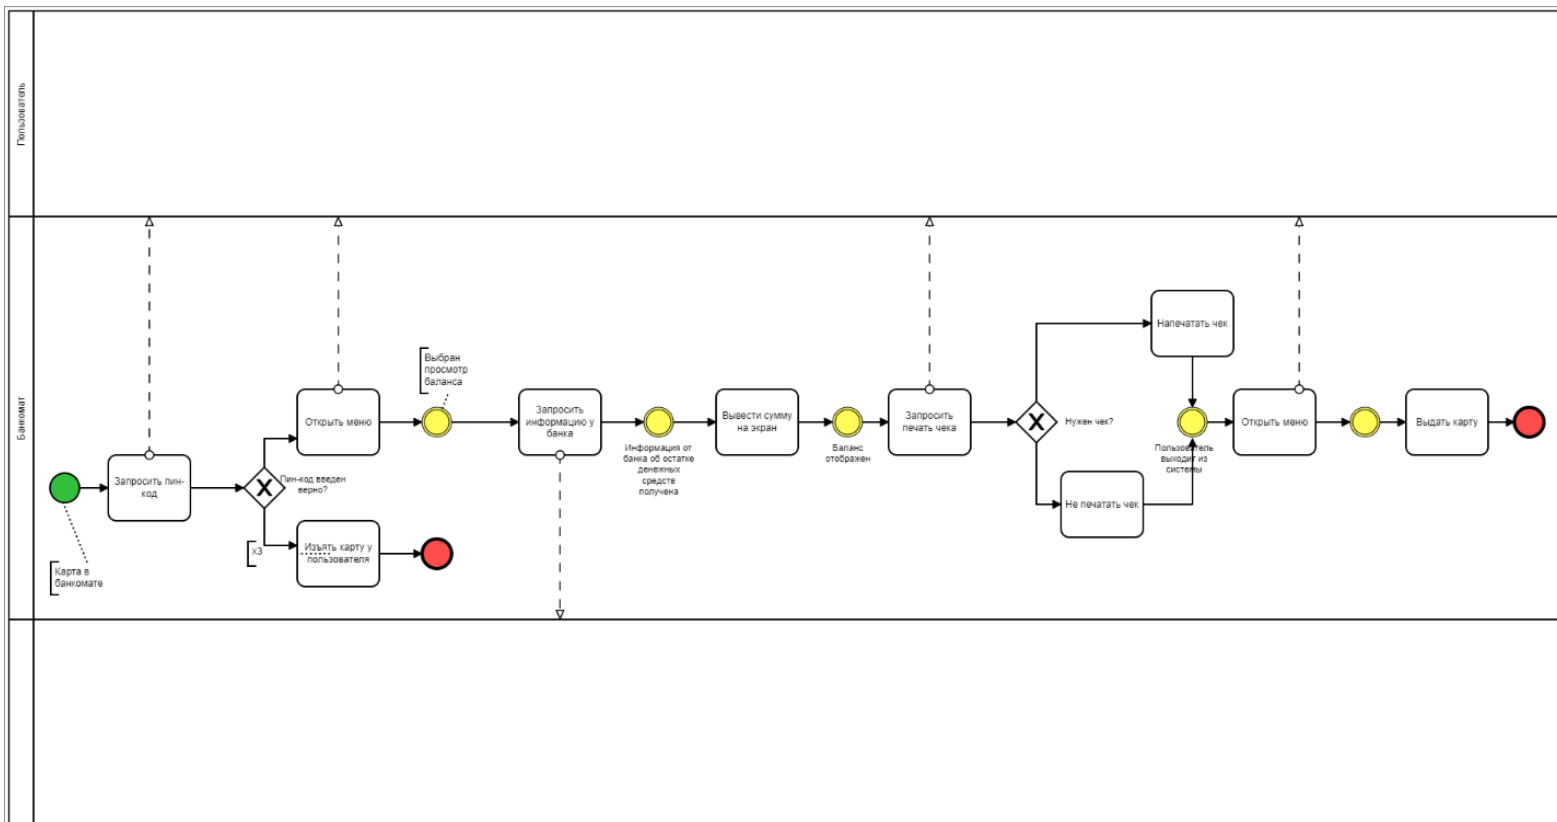 Пользователь
Банкомат
Карта в
банкомате
Запросить пин-
код
Пин-код введен
верно?
Открыть меню
x3
Изъять карту у
пользователя
Выбран
просмотр
баланса
Запросить
информацию у
банка
Информация от
банка об остатке
денежных
средств
получена
Вывести сумму
на экран
Баланс
отображен
Запросить
печать чека
Нужен чек?
Напечатать чек
Не печатать чек
Пользователь
выходит из
системы
Открыть меню
Выдать карту